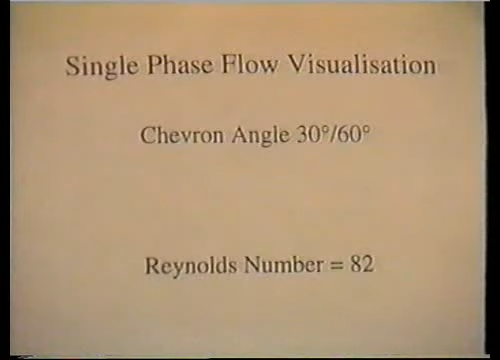 Single Phase Flow Visualisation
Chevron Angle 30°/60°
Reynolds Number = 82